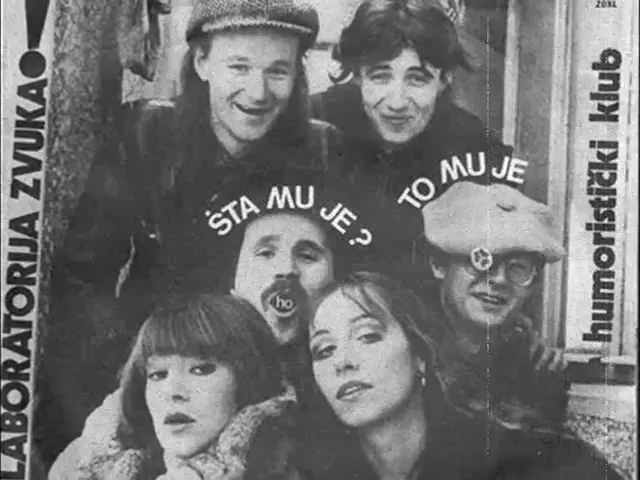 LABORATORIJA ZVUKA!
humoristički klub
ŠTA MU JE?
TO MU JE
ho